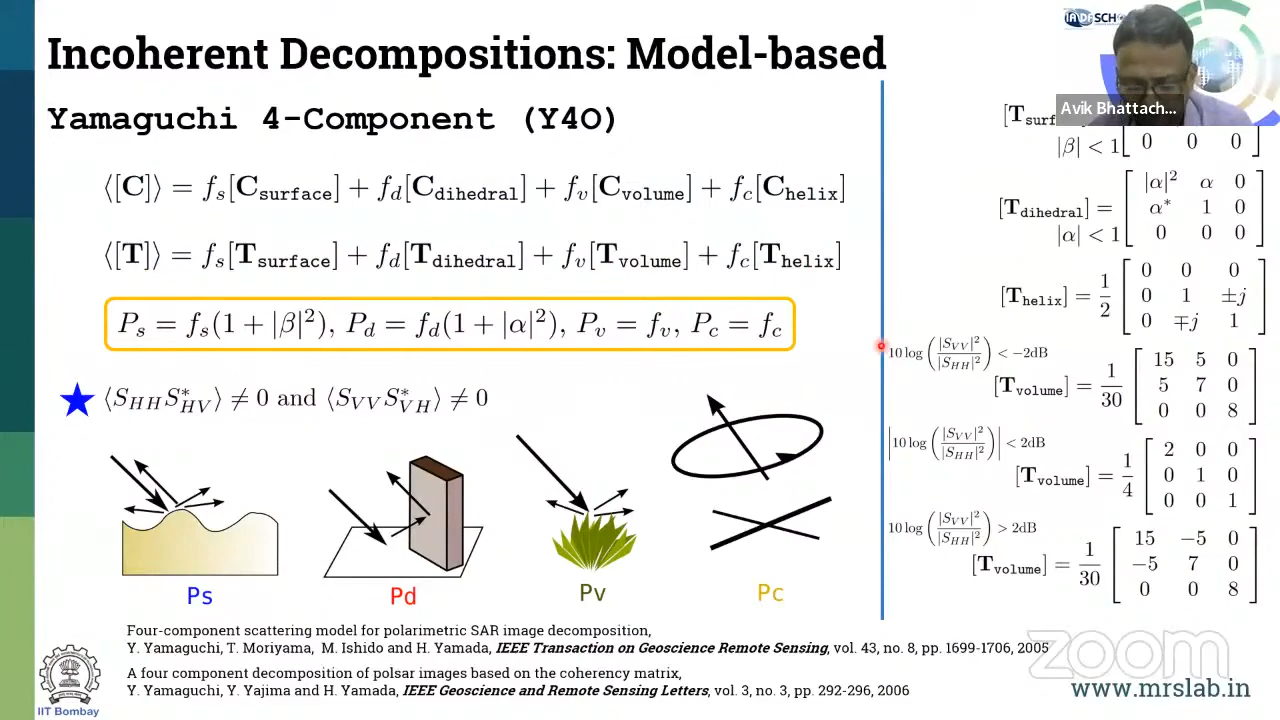 Incoherent Decompositions: Model-based
Yamaguchi 4-Component (Y4O)
⟨[C]⟩ = f_s[C_surface] + f_d[C_dihedral] + f_v[C_volume] + f_c[C_helix]
⟨[T]⟩ = f_s[T_surface] + f_d[T_dihedral] + f_v[T_volume] + f_c[T_helix]
P_s = f_s(1 + |β|²), P_d = f_d(1 + |α|²), P_v = f_v, P_c = f_c
⟨S_HH S*_HV⟩ ≠ 0 and ⟨S_VV S*_VH⟩ ≠ 0
Ps Pd Pv Pc
Four-component scattering model for polarimetric SAR image decomposition,
Y. Yamaguchi, T. Moriyama, M. Ishido and H. Yamada, IEEE Transaction on Geoscience Remote Sensing, vol. 43, no. 8, pp. 1699-1706, 2005
A four component decomposition of polsar images based on the coherency matrix,
Y. Yamaguchi, Y. Yajima and H. Yamada, IEEE Geoscience and Remote Sensing Letters, vol. 3, no. 3, pp. 292-296, 2006
IIT Bombay
Avik Bhattach...
|β| < 1
0 0 0
|α|² α 0
[T_dihedral] = α* 1 0
|α| < 1
0 0 0
0 0 0
[T_helix] = 1/2 0 1 ±j
0 ∓j 1
10 log (|S_VV|²/|S_HH|²) < −2dB
15 5 0
[T_volume] = 1/30 5 7 0
0 0 8
|10 log (|S_VV|²/|S_HH|²)| < 2dB
2 0 0
[T_volume] = 1/4 0 1 0
0 0 1
10 log (|S_VV|²/|S_HH|²) > 2dB
15 −5 0
[T_volume] = 1/30 −5 7 0
0 0 8
zoom
www.mrslab.in